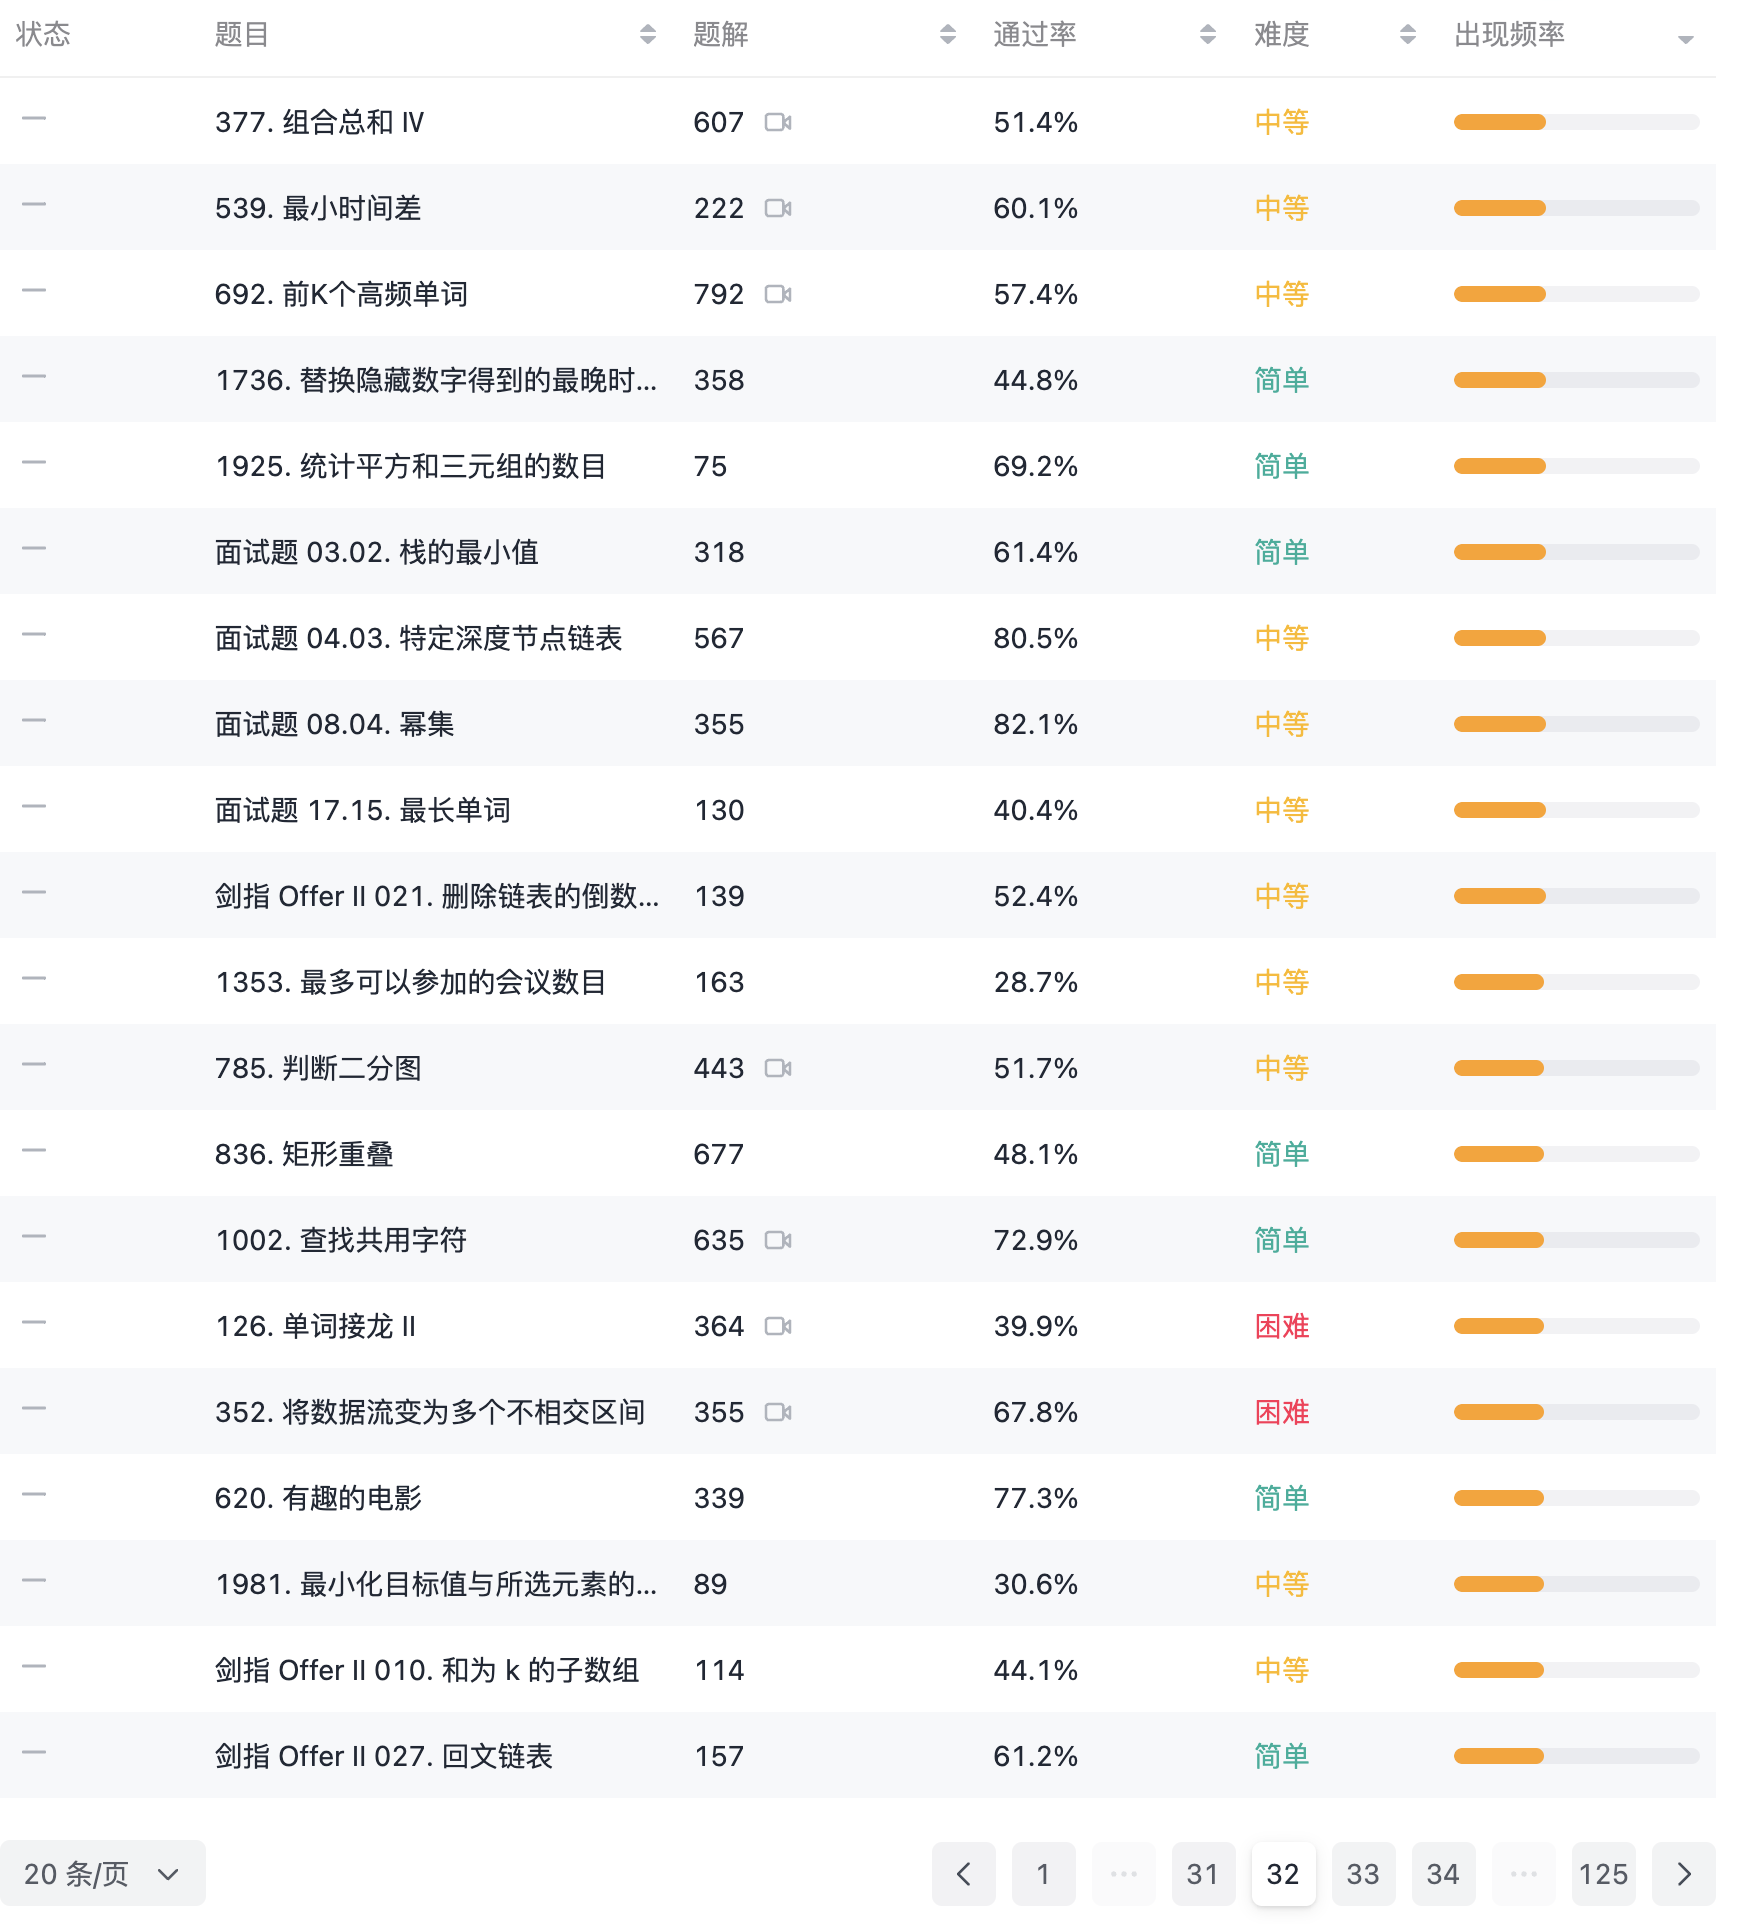 状态 题目 题解 通过率 难度 出现频率
377. 组合总和 Ⅳ 607 51.4% 中等
539. 最小时间差 222 60.1% 中等
692. 前K个高频单词 792 57.4% 中等
1736. 替换隐藏数字得到的最晚时... 358 44.8% 简单
1925. 统计平方和三元组的数目 75 69.2% 简单
面试题 03.02. 栈的最小值 318 61.4% 简单
面试题 04.03. 特定深度节点链表 567 80.5% 中等
面试题 08.04. 幂集 355 82.1% 中等
面试题 17.15. 最长单词 130 40.4% 中等
剑指 Offer II 021. 删除链表的倒数... 139 52.4% 中等
1353. 最多可以参加的会议数目 163 28.7% 中等
785. 判断二分图 443 51.7% 中等
836. 矩形重叠 677 48.1% 简单
1002. 查找共用字符 635 72.9% 简单
126. 单词接龙 II 364 39.9% 困难
352. 将数据流变为多个不相交区间 355 67.8% 困难
620. 有趣的电影 339 77.3% 简单
1981. 最小化目标值与所选元素的... 89 30.6% 中等
剑指 Offer II 010. 和为 k 的子数组 114 44.1% 中等
剑指 Offer II 027. 回文链表 157 61.2% 简单
20 条/页 1 ... 31 32 33 34 ... 125